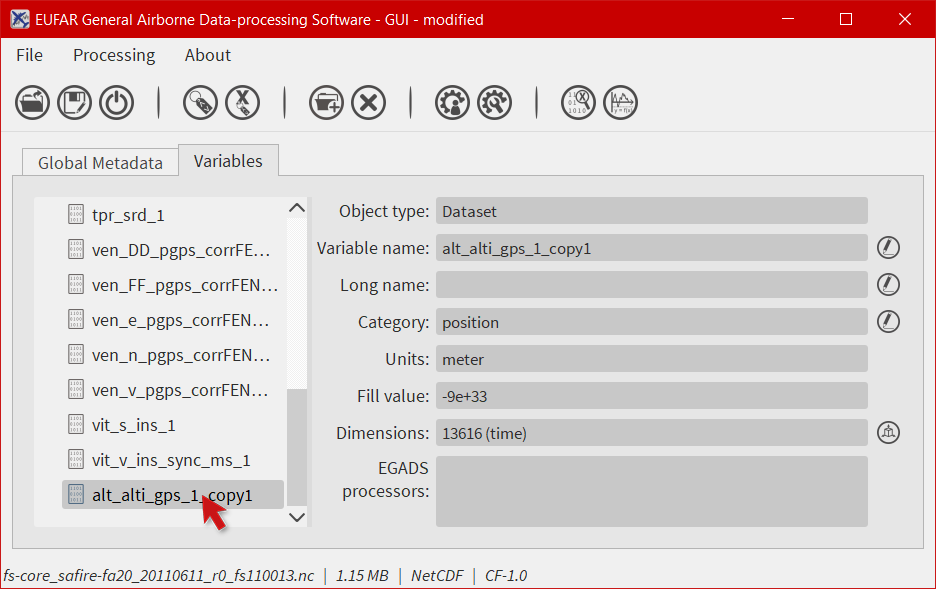 EUFAR General Airborne Data-processing Software - GUI - modified
File Processing About
Global Metadata Variables
tpr_srd_1
ven_DD_pgps_corrFE...
ven_FF_pgps_corrFEN...
ven_e_pgps_corrFEN...
ven_n_pgps_corrFEN...
ven_v_pgps_corrFEN...
vit_s_ins_1
vit_v_ins_sync_ms_1
alt_alti_gps_1_copy1
Object type: Dataset
Variable name: alt_alti_gps_1_copy1
Long name:
Category: position
Units: meter
Fill value: -9e+33
Dimensions: 13616 (time)
EGADS
processors:
fs-core_safire-fa20_20110611_r0_fs110013.nc | 1.15 MB | NetCDF | CF-1.0